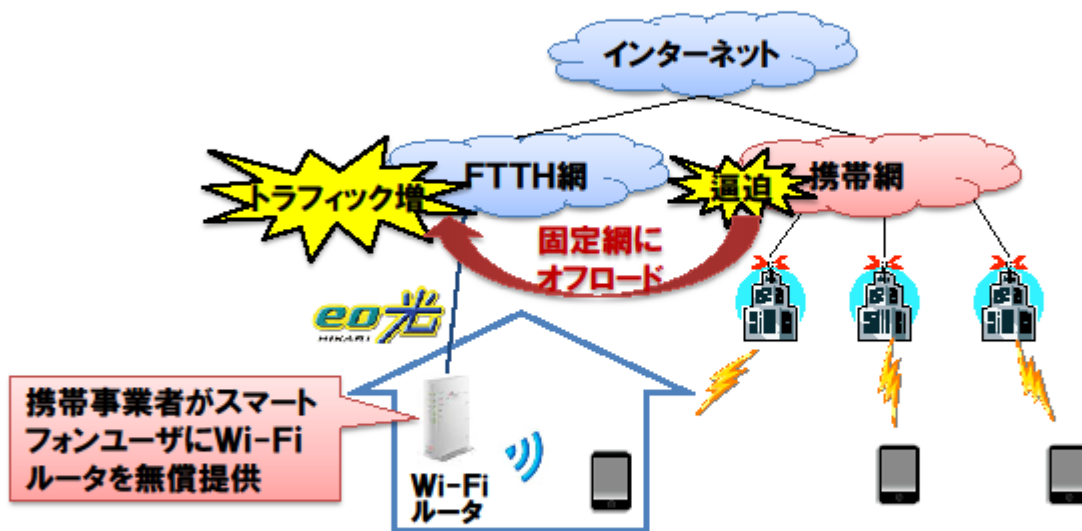 インターネット
トラフィック増
FTTH網
逼迫
携帯網
固定網に
オフロード
eo光
HIKARI
携帯事業者がスマート
フォンユーザにWi-Fi
ルータを無償提供
Wi-Fi
ルータ